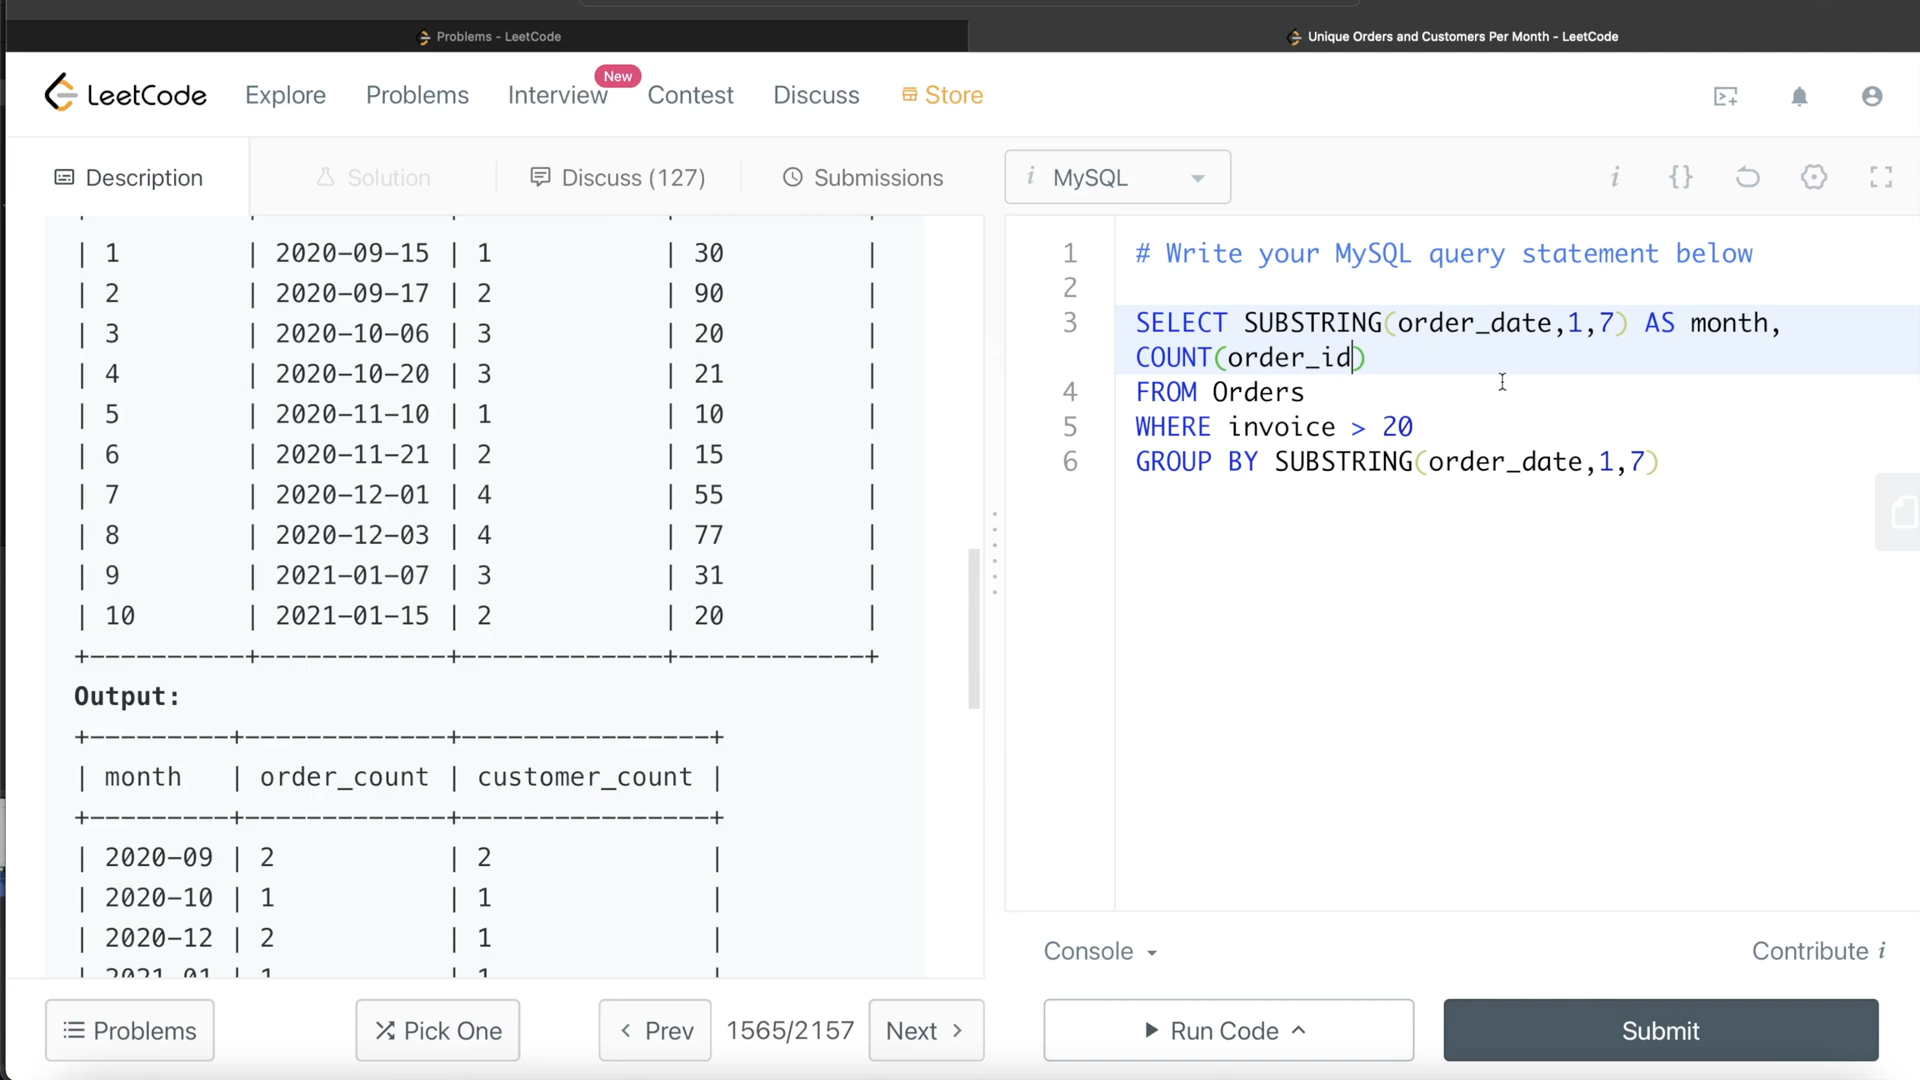 Problems - LeetCode
Unique Orders and Customers Per Month - LeetCode
LeetCode
Explore
Problems
Interview
New
Contest
Discuss
Store
Description
Solution
Discuss (127)
Submissions
i MySQL
i {}
| 1 | 2020-09-15 | 1 | 30 |
| 2 | 2020-09-17 | 2 | 90 |
| 3 | 2020-10-06 | 3 | 20 |
| 4 | 2020-10-20 | 3 | 21 |
| 5 | 2020-11-10 | 1 | 10 |
| 6 | 2020-11-21 | 2 | 15 |
| 7 | 2020-12-01 | 4 | 55 |
| 8 | 2020-12-03 | 4 | 77 |
| 9 | 2021-01-07 | 3 | 31 |
| 10 | 2021-01-15 | 2 | 20 |
+----------+------------+-------------+------------+
Output:
+---------+-------------+----------------+
| month | order_count | customer_count |
+---------+-------------+----------------+
| 2020-09 | 2 | 2 |
| 2020-10 | 1 | 1 |
| 2020-12 | 2 | 1 |
| 2021-01 | 1 | 1 |
1 # Write your MySQL query statement below
2
3 SELECT SUBSTRING(order_date,1,7) AS month,
COUNT(order_id)
4 FROM Orders
5 WHERE invoice > 20
6 GROUP BY SUBSTRING(order_date,1,7)
Console
Contribute i
Problems
Pick One
Prev
1565/2157
Next
Run Code
Submit